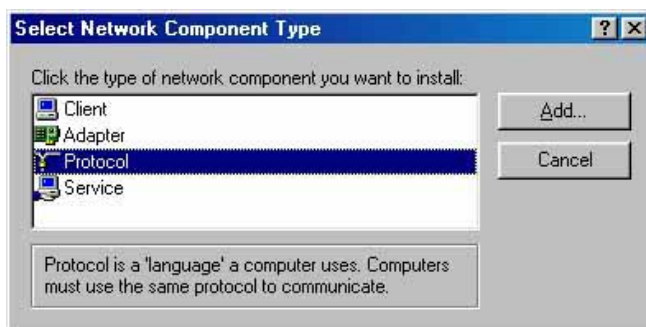 Select Network Component Type
Click the type of network component you want to install:
Client
Adapter
Protocol
Service
Add...
Cancel
Protocol is a 'language' a computer uses. Computers
must use the same protocol to communicate.